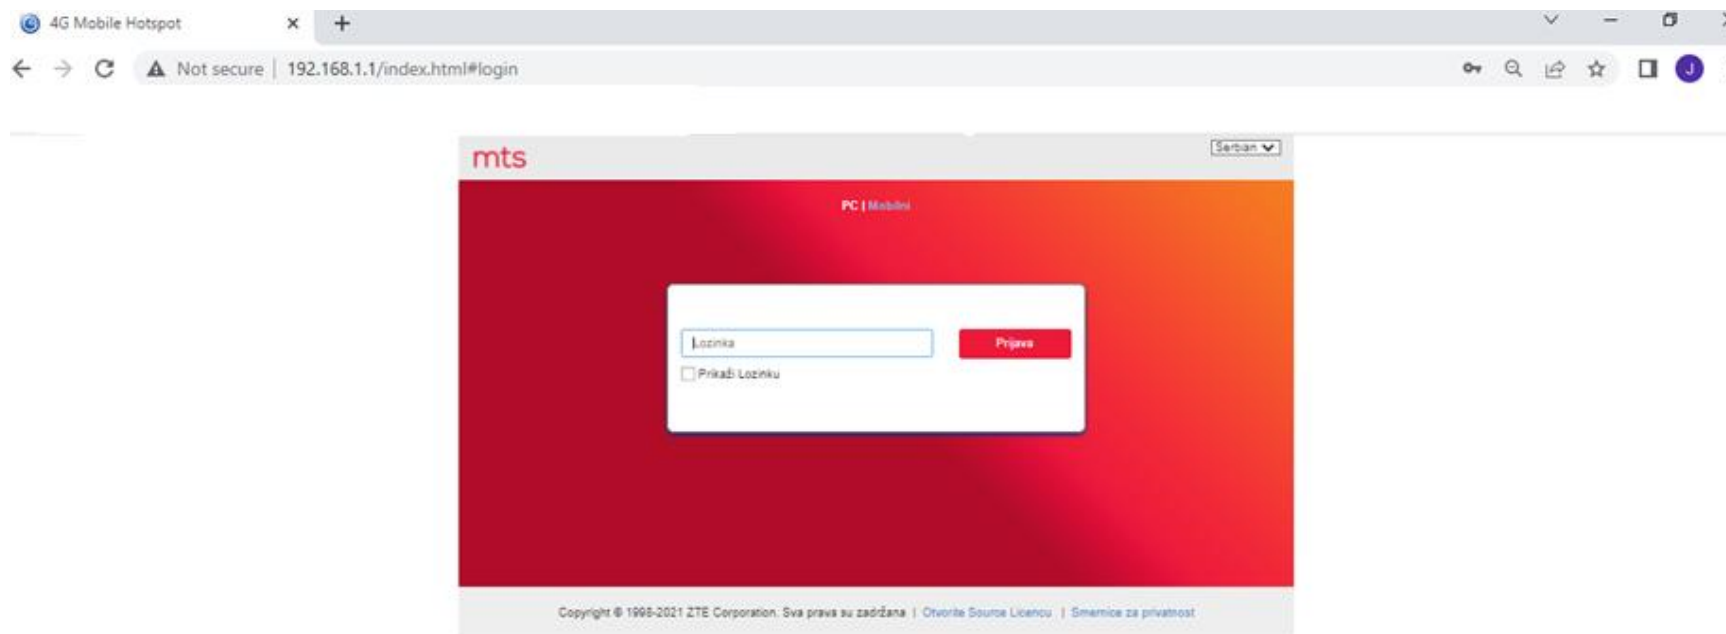 4G Mobile Hotspot
Not secure | 192.168.1.1/index.html#login
J
mts
Serbian
PC | Mobilni
Lozinka
Prijava
Prikaži Lozinku
Copyright © 1998-2021 ZTE Corporation. Sva prava su zadržana | Otvorite Source Licencu | Smernice za privatnost